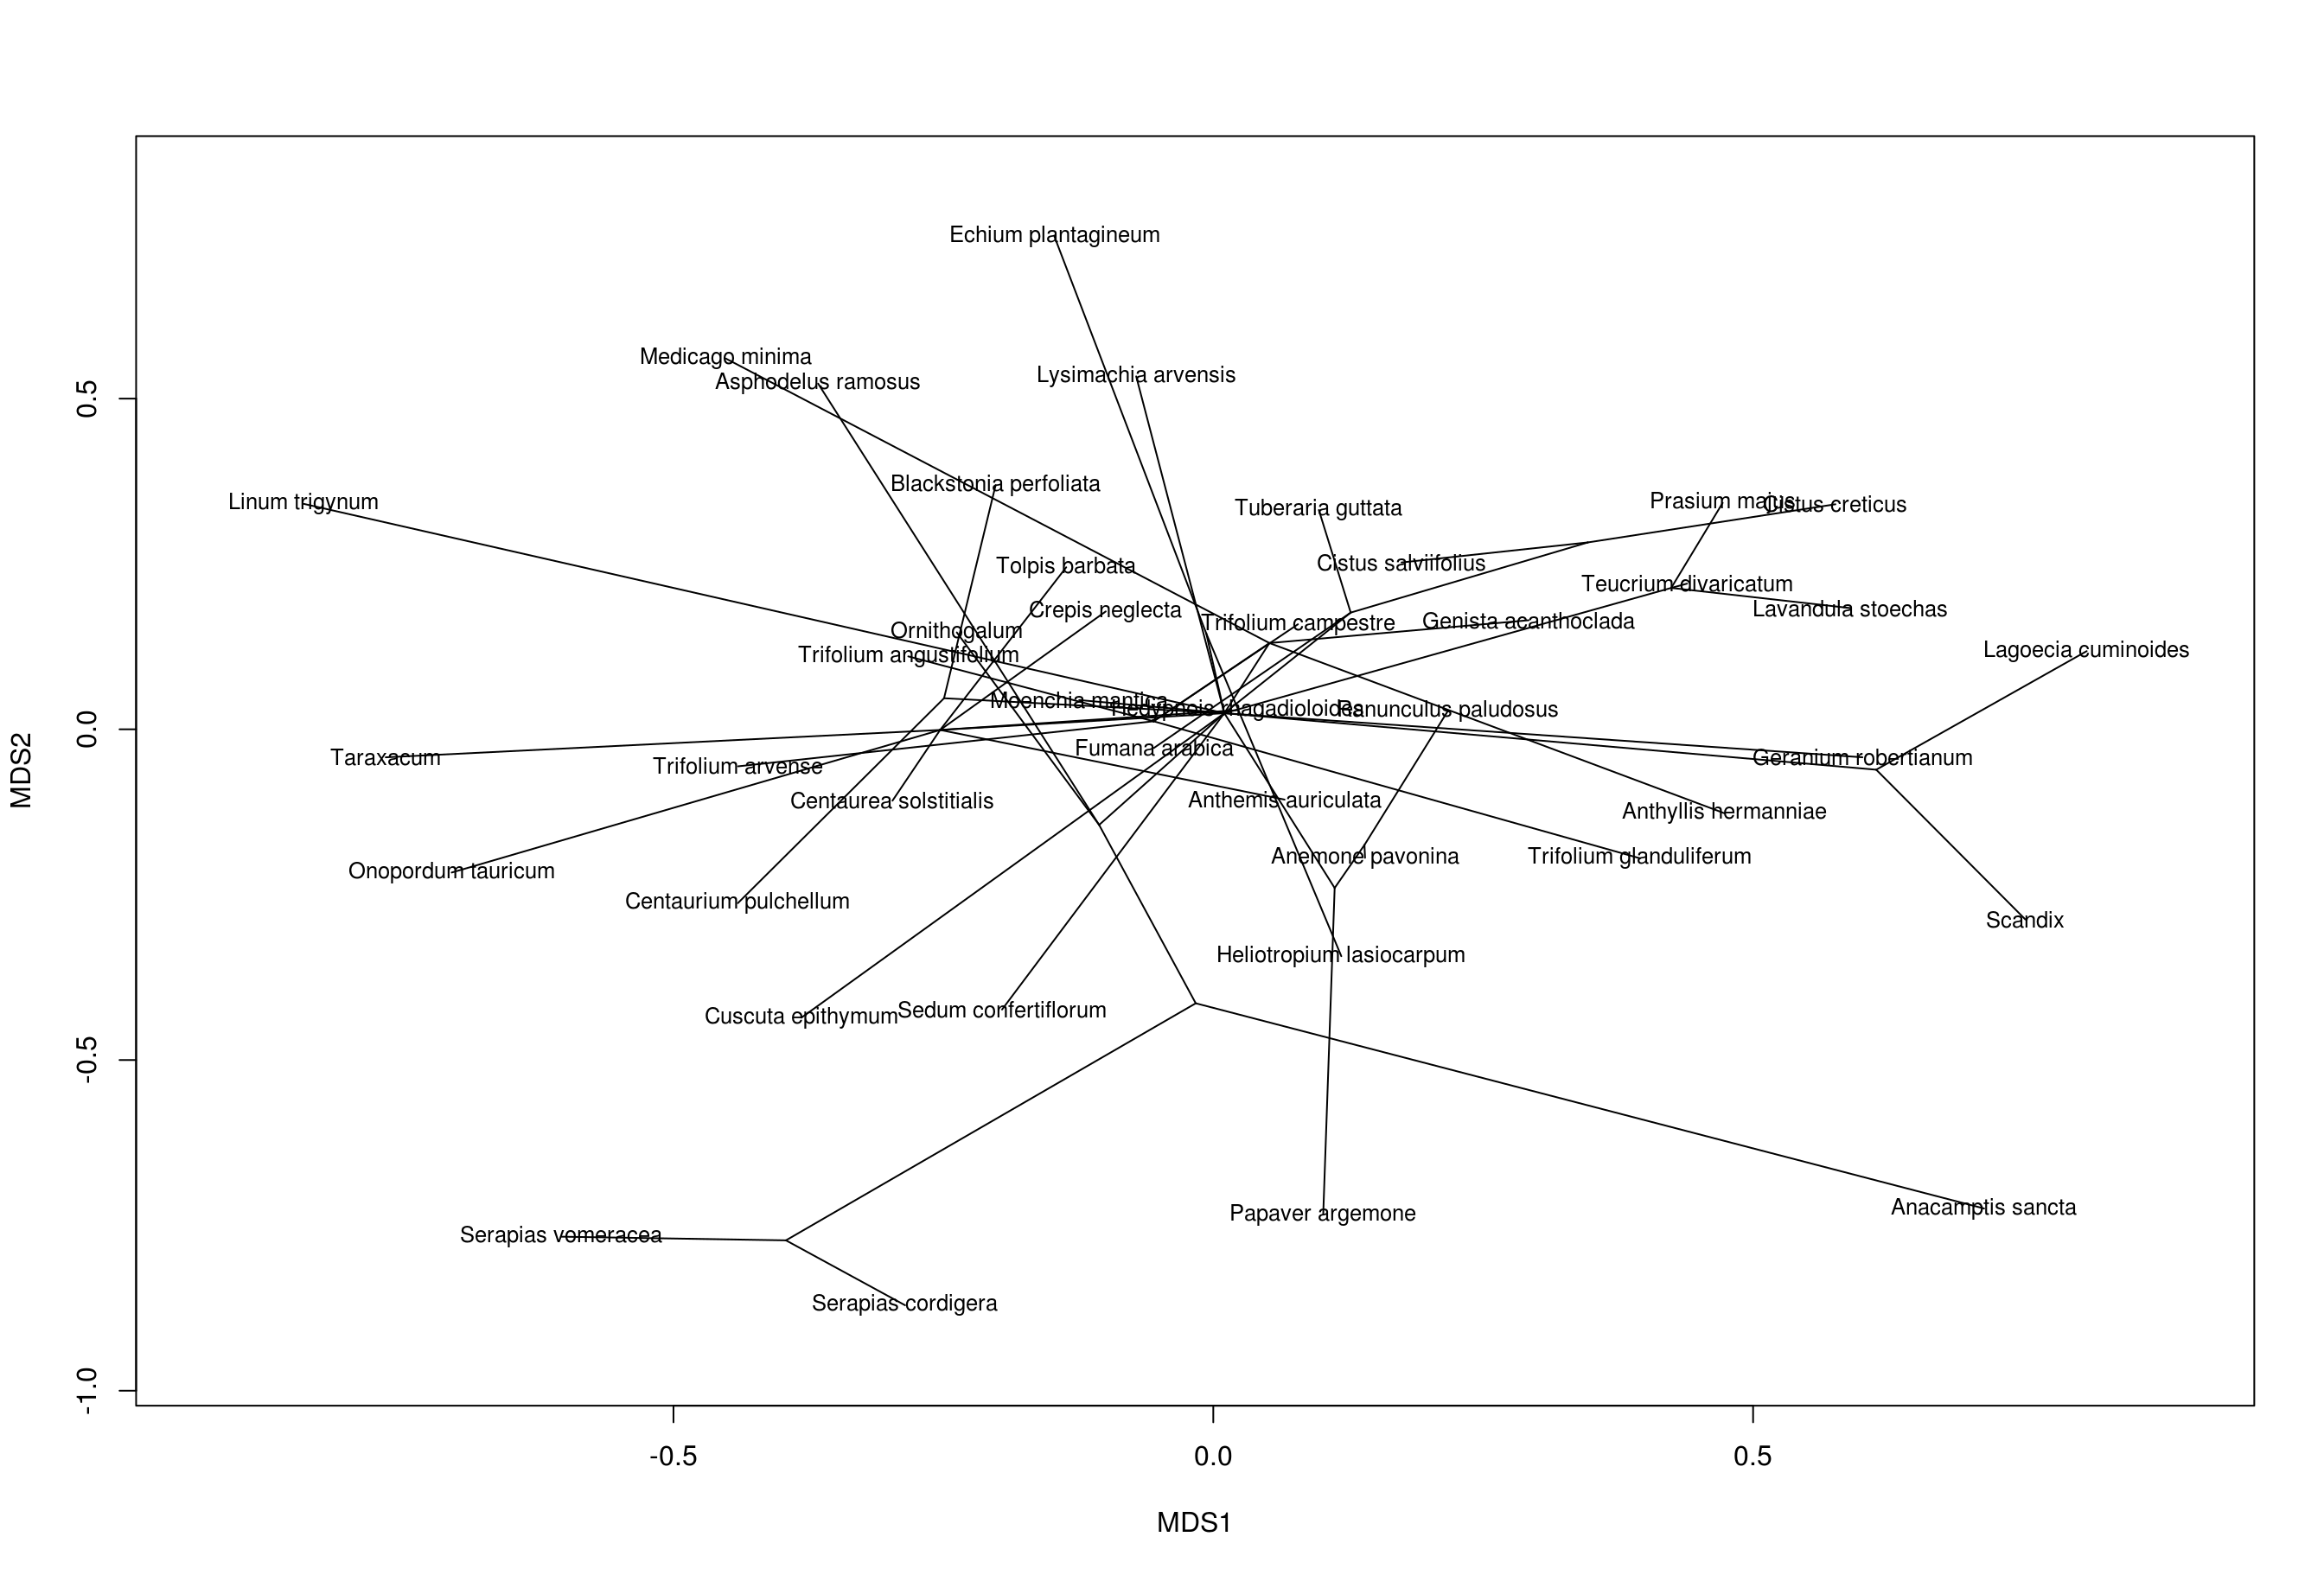 Echium plantagineum
Medicago minima
Lysimachia arvensis
Asphodelus ramosus
0.5
Blackstonia perfoliata
Linum trigynum
Prasium majus
Cistus creticus
Tuberaria guttata
Cistus salviifolius
Tolpis barbata
Teucrium divaricatum
Crepis neglecta
Lavandula stoechas
Genista acanthoclada
Trifolium campestre
Ornithogalum
Lagoecia cuminoides
Trifolium angustifolium
Moenchia mantica
Hedypnois rhagadioloides
Ranunculus paludosus
0.0
Fumana arabica
Taraxacum
Geranium robertianum
Trifolium arvense
MDS2
Anthemis auriculata
Centaurea solstitialis
Anthyllis hermanniae
Anemone pavonina
Trifolium glanduliferum
Onopordum tauricum
Centaurium pulchellum
Scandix
Heliotropium lasiocarpum
Sedum confertiflorum
Cuscuta epithymum
-0.5
Anacamptis sancta
Papaver argemone
Serapias vomeracea
Serapias cordigera
-1.0
-0.5 0.0 0.5
MDS1